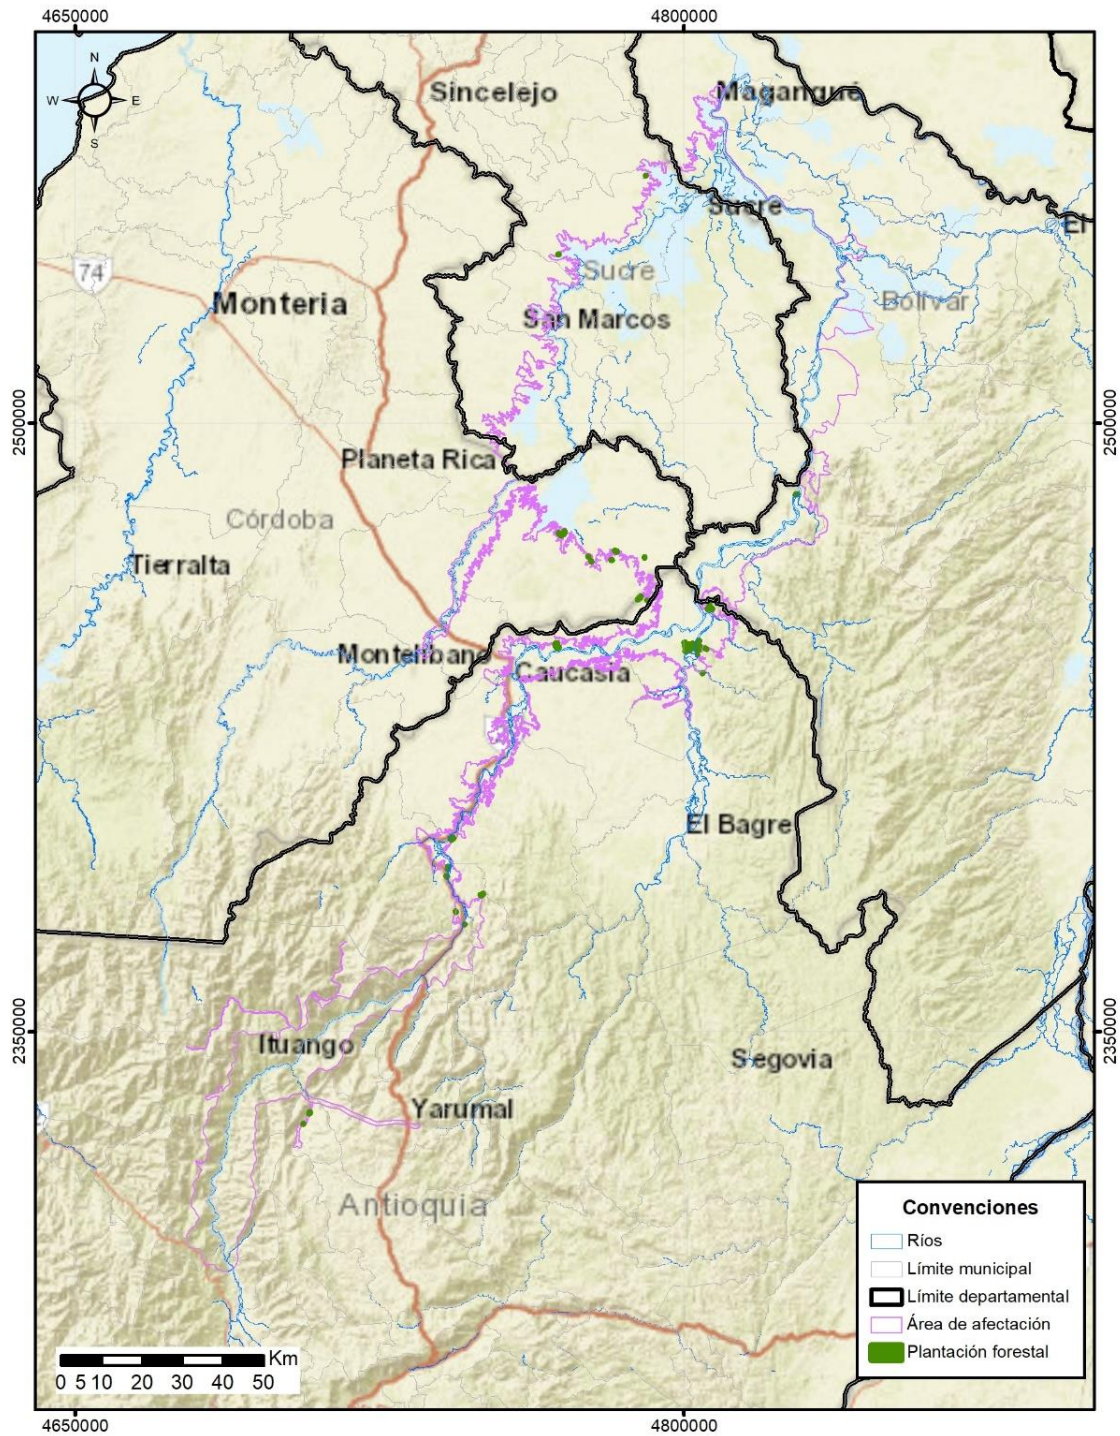 4650000
4800000
N
W
E
S
Sincelejo
Magangué
Sucre
El
74
Sucre
Bolívar
Monteria
San Marcos
2500000
2500000
Planeta Rica
Córdoba
Tierralta
Montelíbano
Caucasia
El Bagre
2350000
2350000
Ituango
Segovia
Yarumal
Antioquia
Convenciones
Ríos
Límite municipal
Límite departamental
Área de afectación
Plantación forestal
Km
0 5 10 20 30 40 50
4650000
4800000